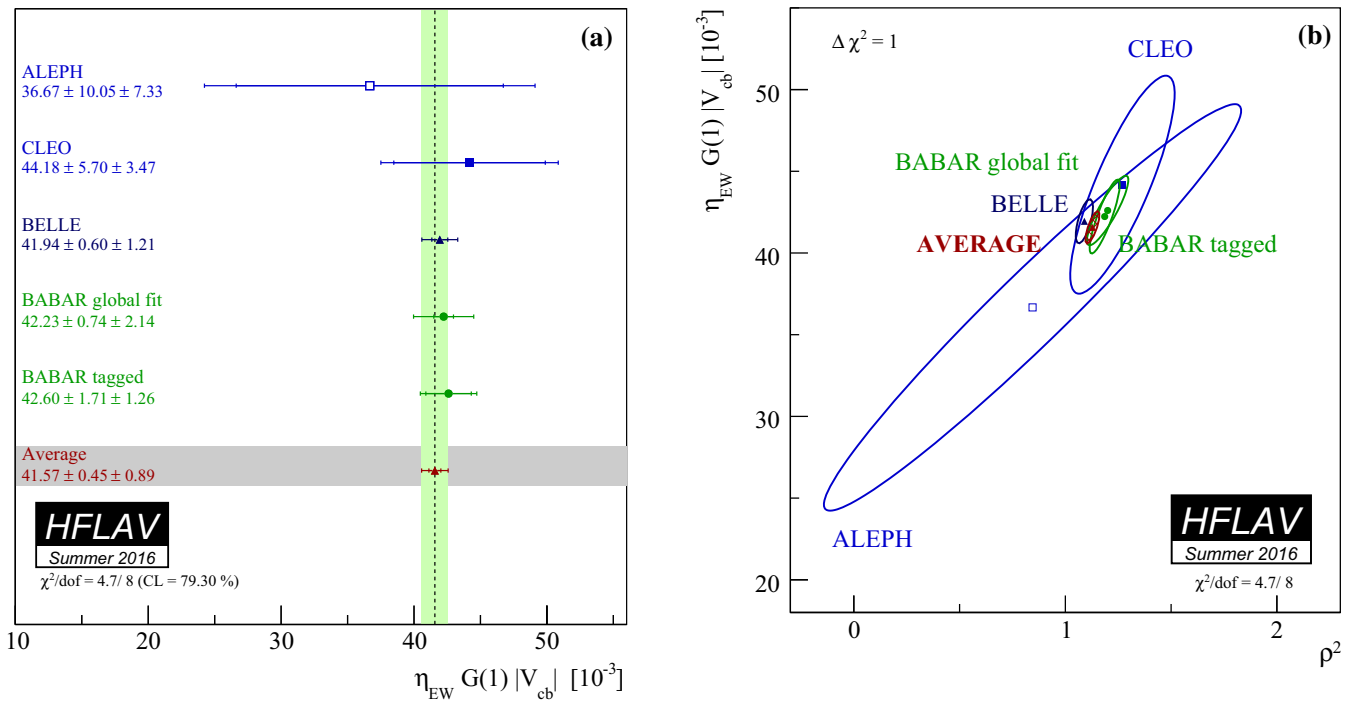 (a)
ALEPH
36.67 ± 10.05 ± 7.33
CLEO
44.18 ± 5.70 ± 3.47
BELLE
41.94 ± 0.60 ± 1.21
BABAR global fit
42.23 ± 0.74 ± 2.14
BABAR tagged
42.60 ± 1.71 ± 1.26
Average
41.57 ± 0.45 ± 0.89
HFLAV
Summer 2016
χ²/dof = 4.7/ 8 (CL = 79.30 %)
10 20 30 40 50
η_EW G(1) |V_cb| [10⁻³]
(b)
Δ χ² = 1
CLEO
BABAR global fit
BELLE
AVERAGE
BABAR tagged
ALEPH
HFLAV
Summer 2016
χ²/dof = 4.7/ 8
η_EW G(1) |V_cb| [10⁻³]
50
40
30
20
0 1 2
ρ²